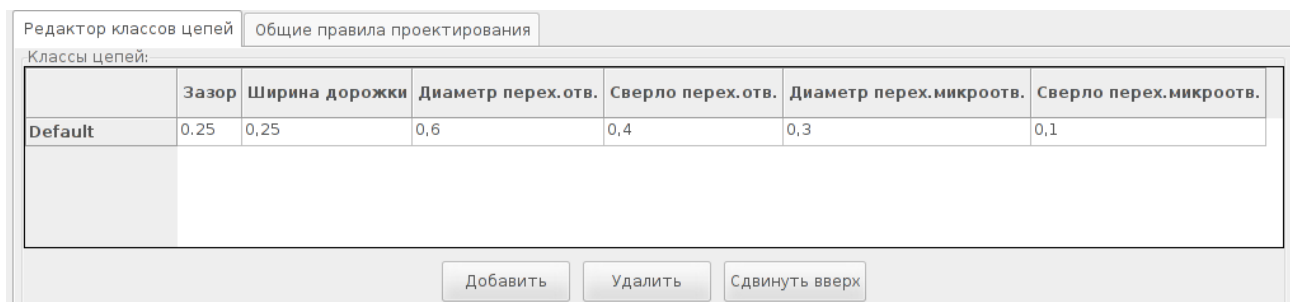 Редактор классов цепей Общие правила проектирования
Классы цепей:
Зазор Ширина дорожки Диаметр перех.отв. Сверло перех.отв. Диаметр перех.микроотв. Сверло перех.микроотв.
Default 0.25 0,25 0,6 0,4 0,3 0,1
Добавить Удалить Сдвинуть вверх